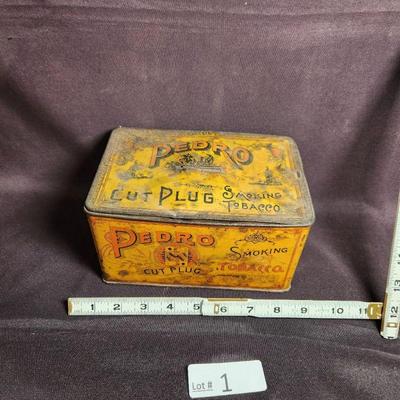 PEDRO
CUT PLUG SMOKING
TOBACCO
PEDRO SMOKING
CUT PLUG TOBACCO
1 2 3 4 5 6 7 8 9 10 11
12
13
Lot # 1